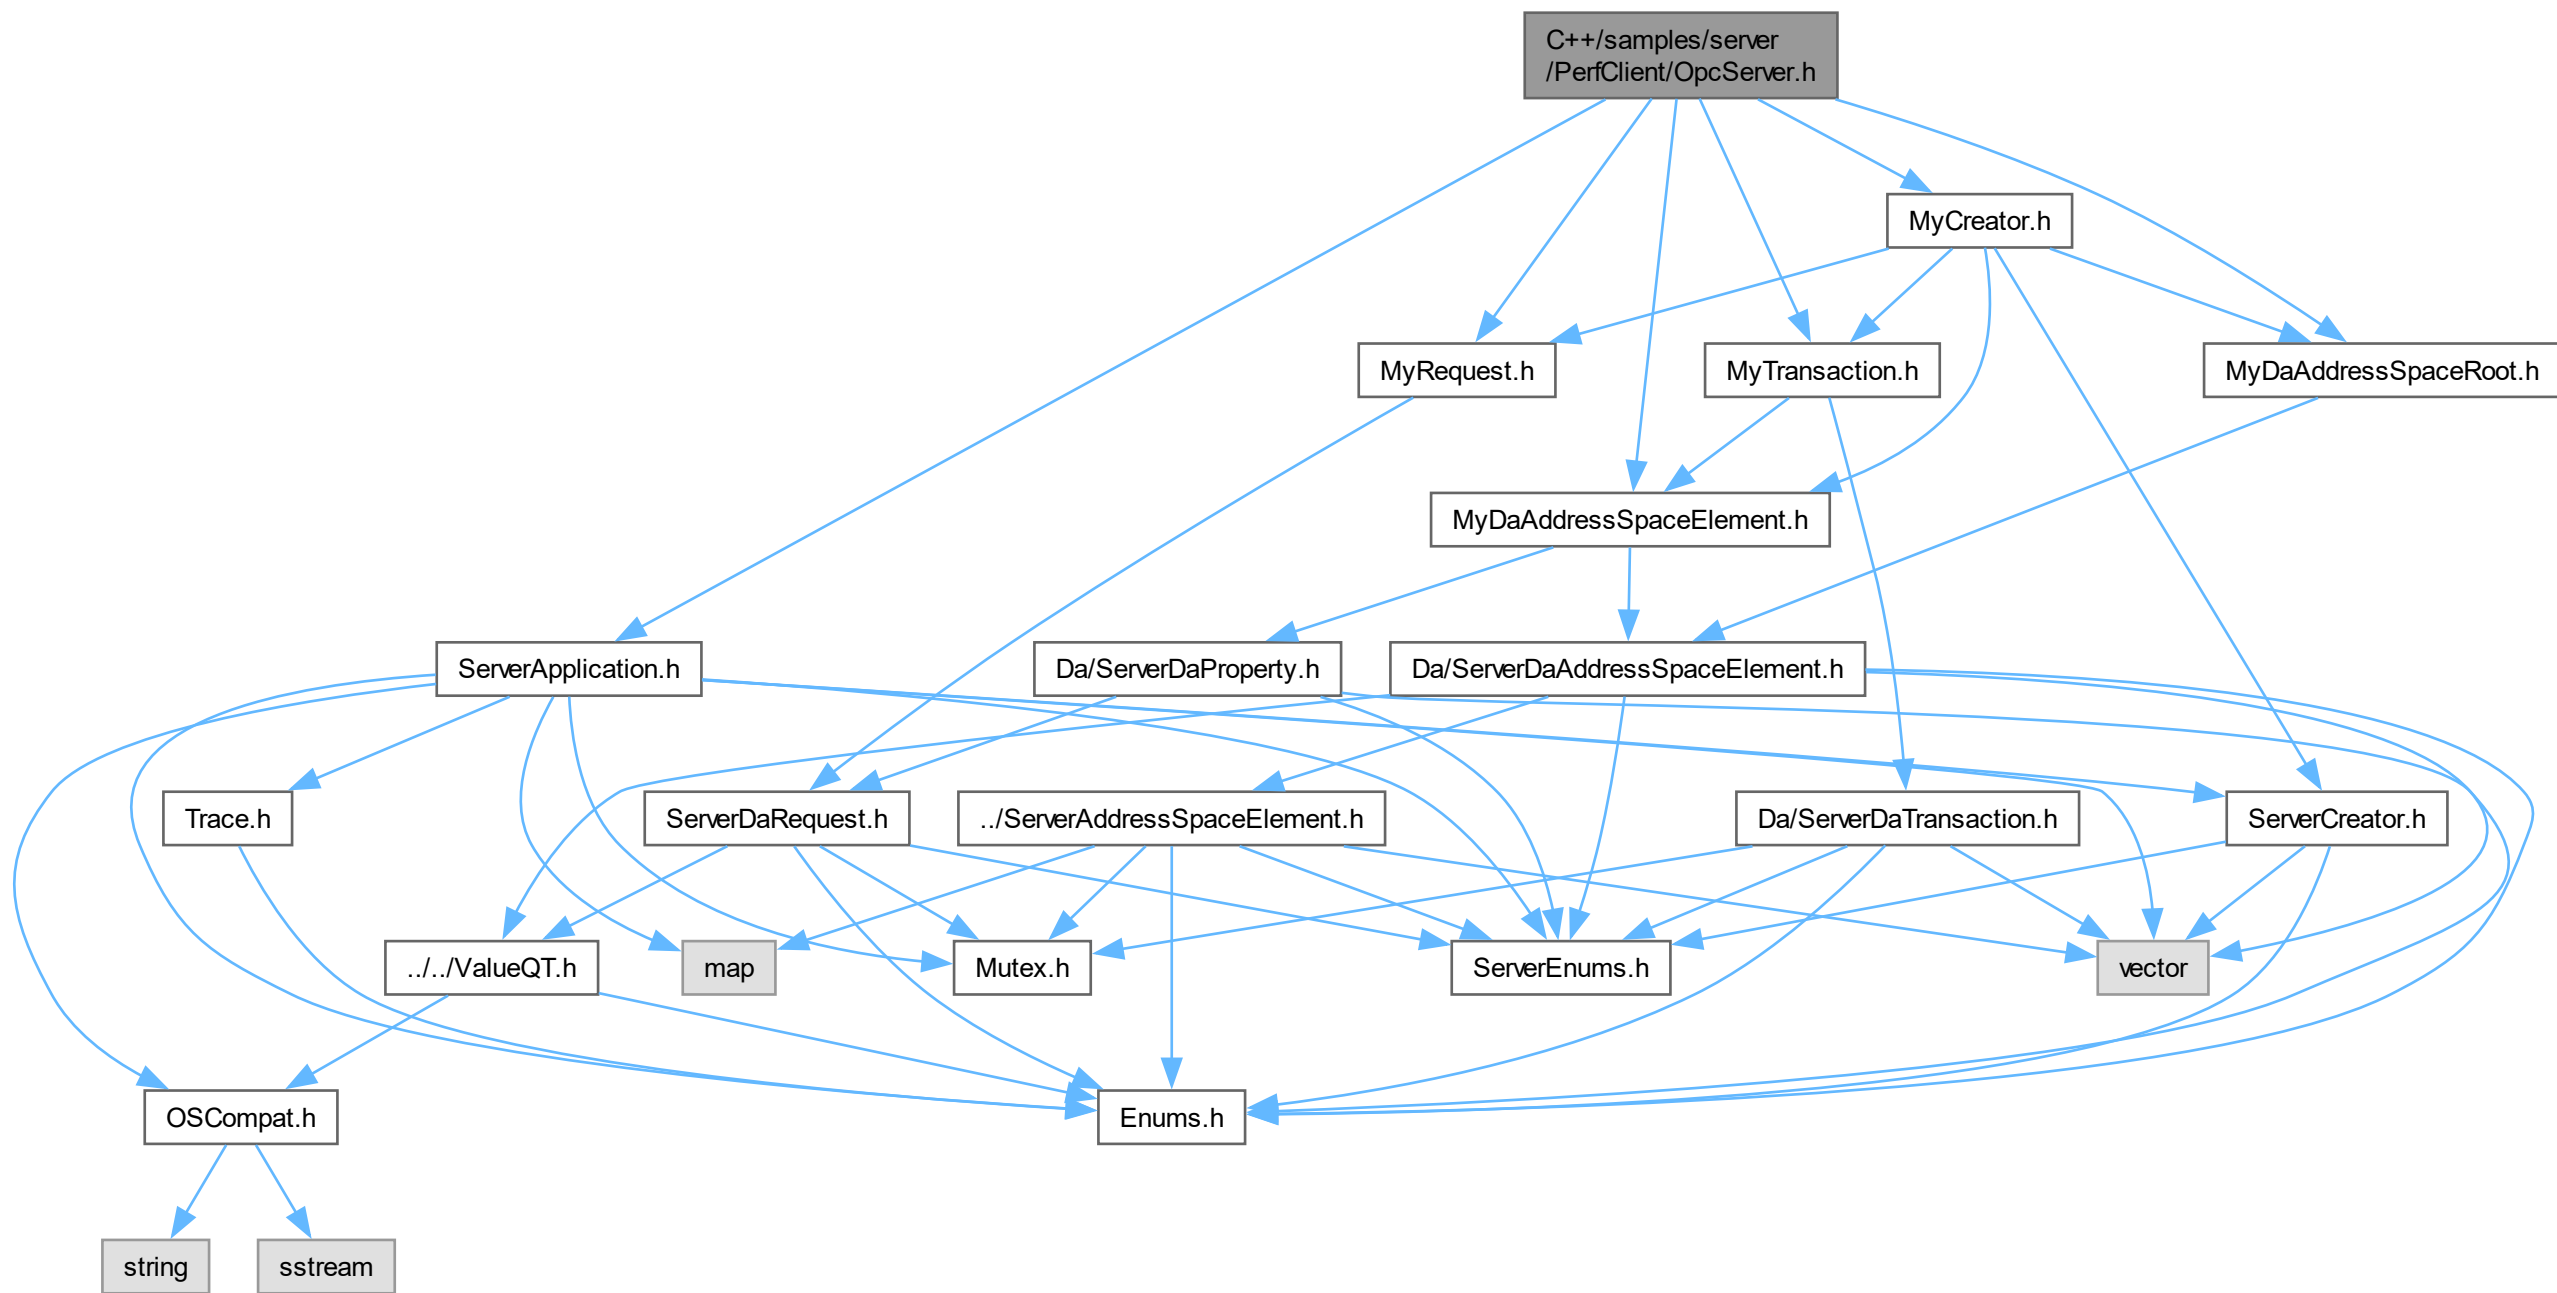 C++/samples/server
/PerfClient/OpcServer.h
MyCreator.h
MyRequest.h
MyTransaction.h
MyDaAddressSpaceRoot.h
MyDaAddressSpaceElement.h
ServerApplication.h
Da/ServerDaProperty.h
Da/ServerDaAddressSpaceElement.h
Trace.h
ServerDaRequest.h
../ServerAddressSpaceElement.h
Da/ServerDaTransaction.h
ServerCreator.h
../../ValueQT.h
map
Mutex.h
ServerEnums.h
vector
OSCompat.h
Enums.h
string
sstream